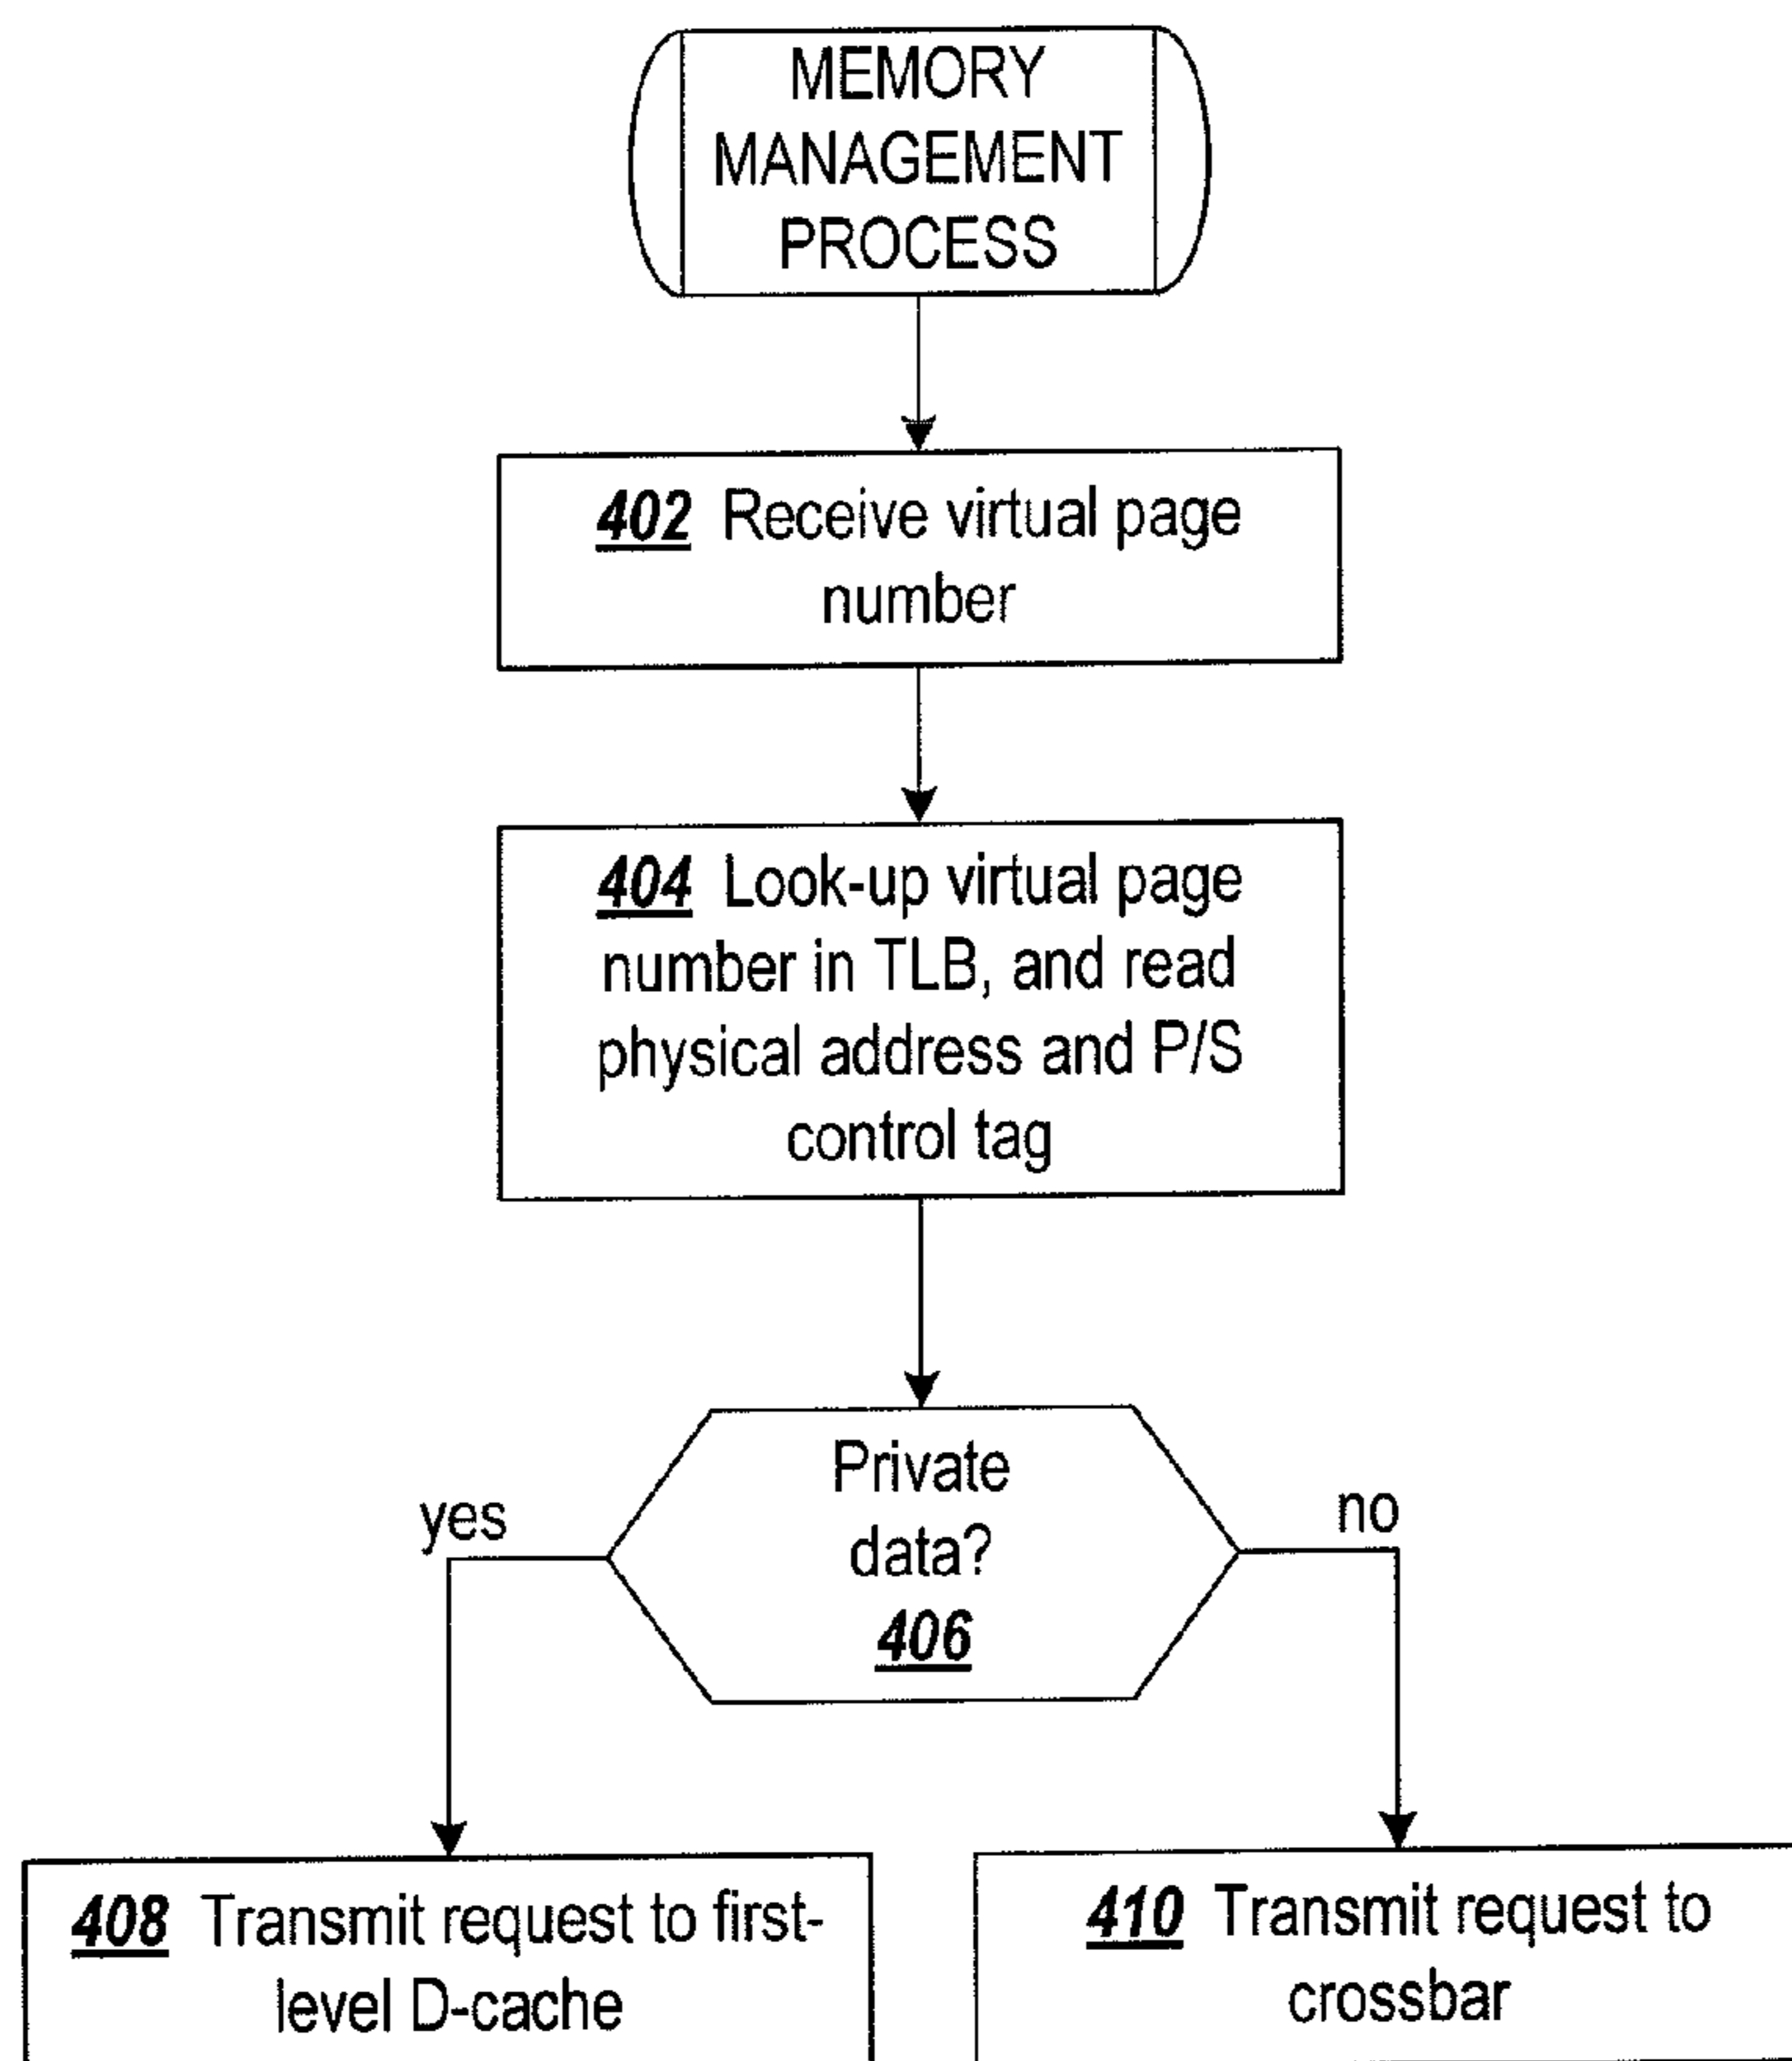 MEMORY
MANAGEMENT
PROCESS
402 Receive virtual page
number
404 Look-up virtual page
number in TLB, and read
physical address and P/S
control tag
Private
data?
406
yes
no
408 Transmit request to first-
level D-cache
410 Transmit request to
crossbar